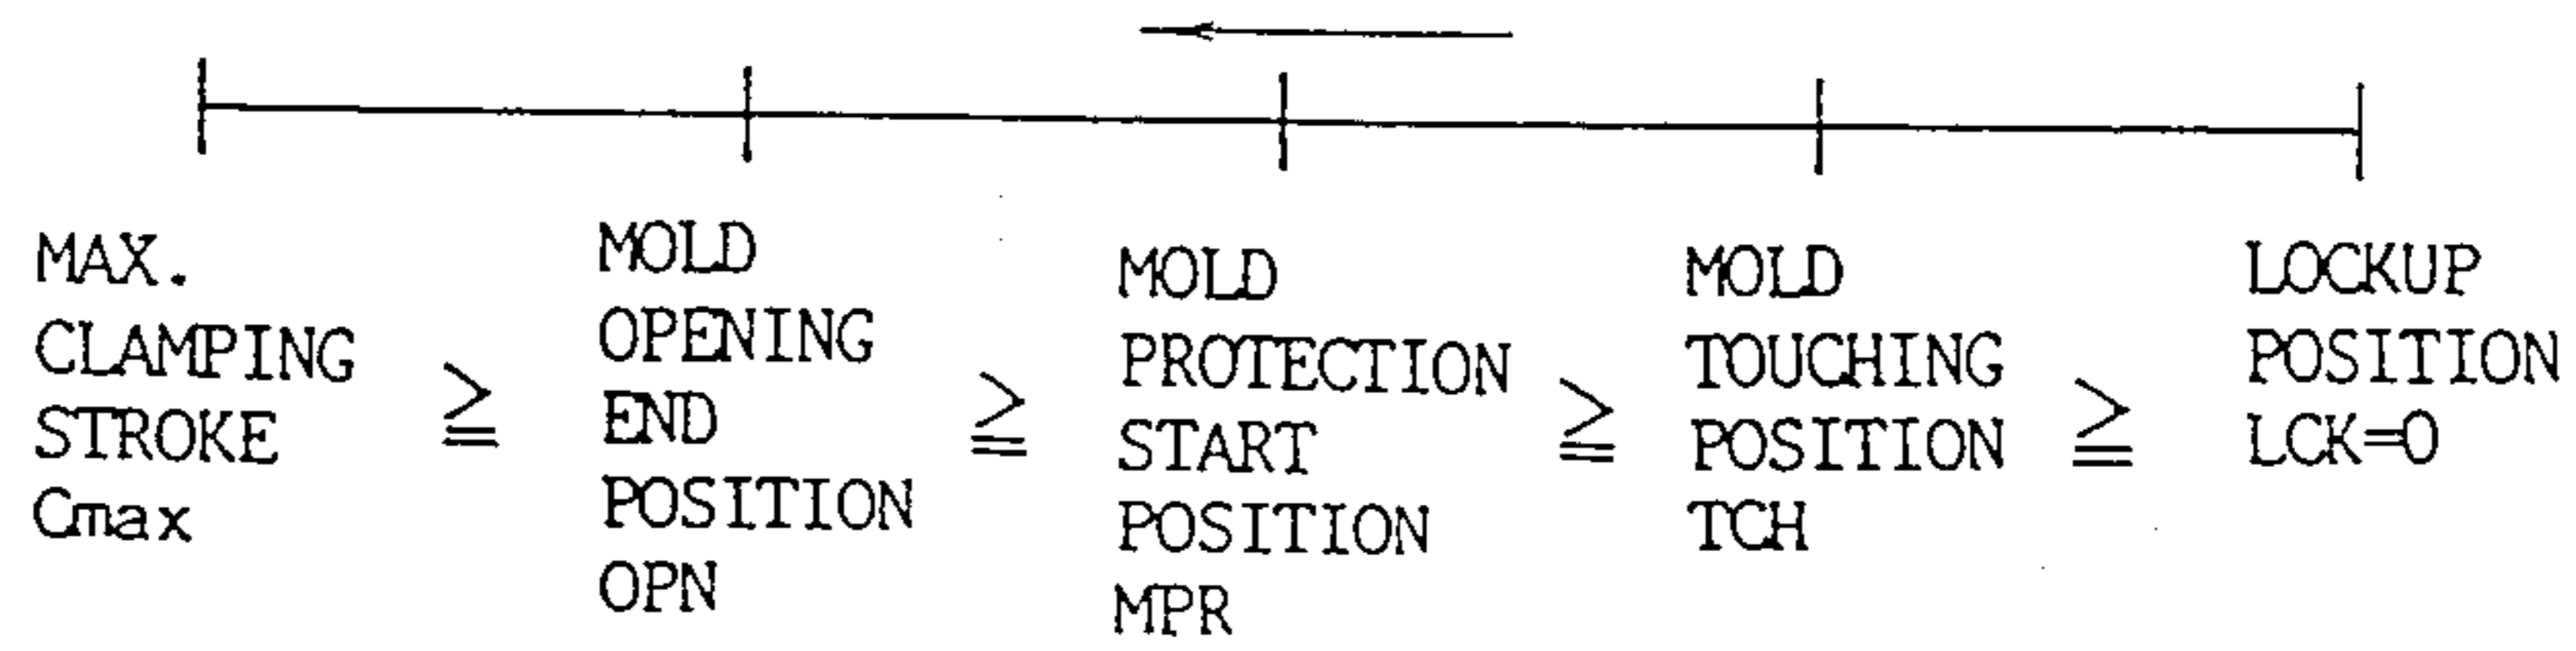 MAX.
CLAMPING
STROKE
Cmax
≧
MOLD
OPENING
END
POSITION
OPN
≧
MOLD
PROTECTION
START
POSITION
MPR
≧
MOLD
TOUCHING
POSITION
TCH
≧
LOCKUP
POSITION
LCK=0